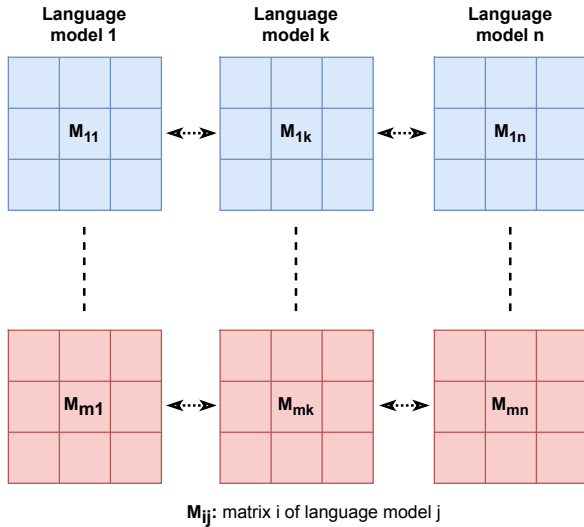 Language model 1
Language model k
Language model n
M11
M1k
M1n
Mm1
Mmk
Mmn
Mij: matrix i of language model j